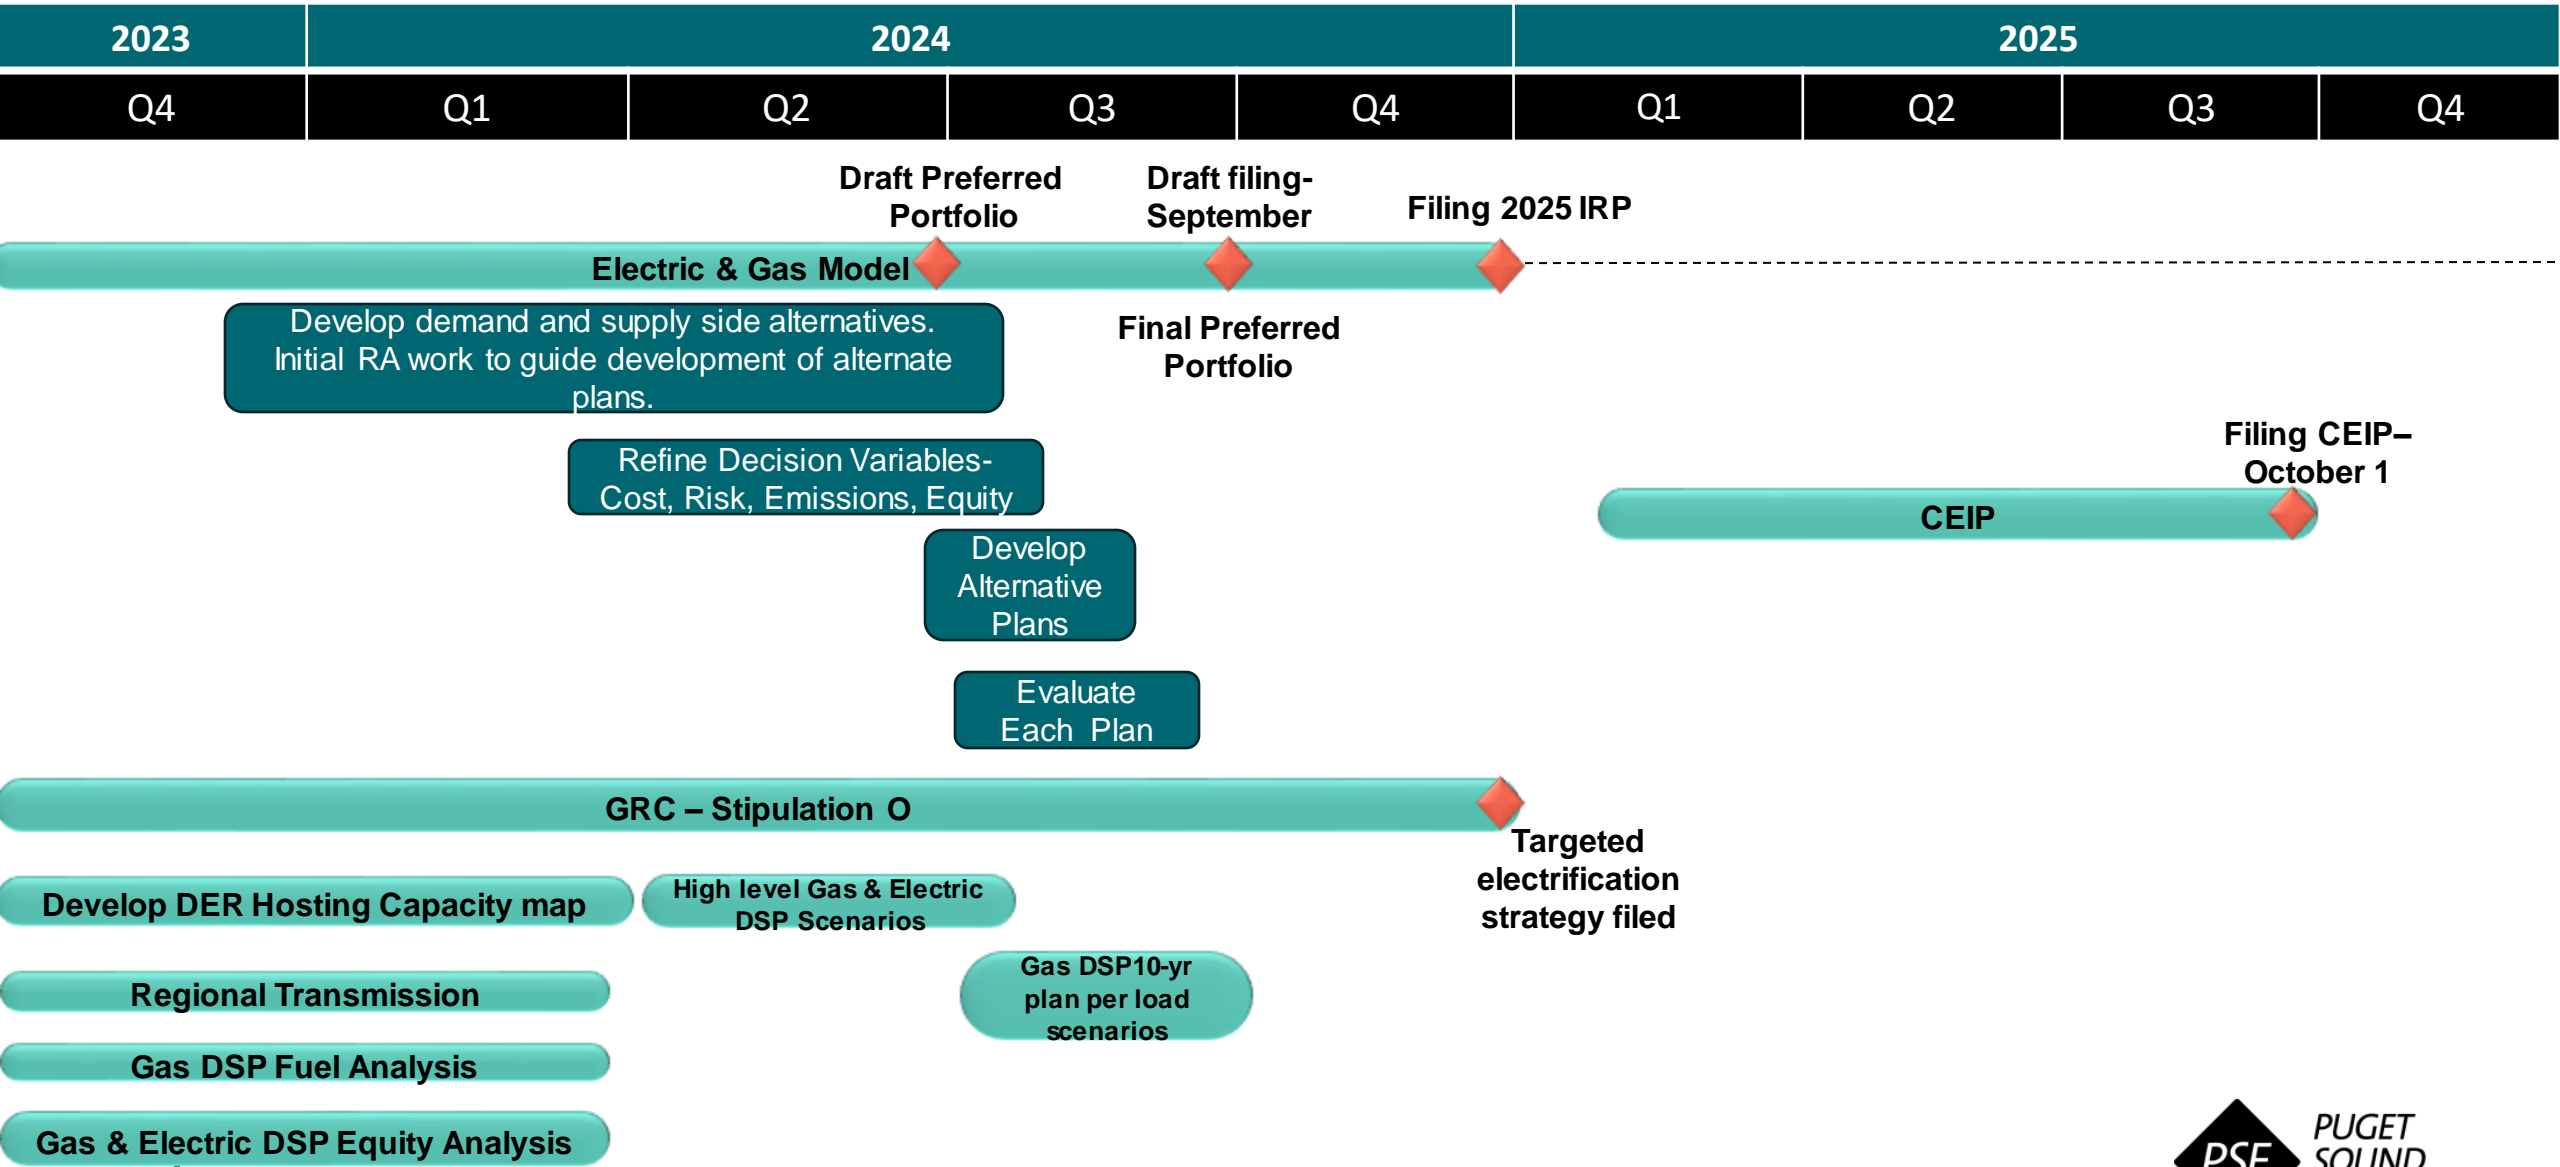 2023
2024
2025
Q4
Q1
Q2
Q3
Q4
Q1
Q2
Q3
Q4
Draft Preferred
Portfolio
Draft filing-
September
Filing 2025 IRP
Electric & Gas Model
Develop demand and supply side alternatives.
Initial RA work to guide development of alternate
plans.
Final Preferred
Portfolio
Refine Decision Variables-
Cost, Risk, Emissions, Equity
Filing CEIP–
October 1
CEIP
Develop
Alternative
Plans
Evaluate
Each Plan
GRC – Stipulation O
Targeted
electrification
strategy filed
Develop DER Hosting Capacity map
High level Gas & Electric
DSP Scenarios
Regional Transmission
Gas DSP10-yr
plan per load
scenarios
Gas DSP Fuel Analysis
Gas & Electric DSP Equity Analysis
PSE
PUGET
SOUND